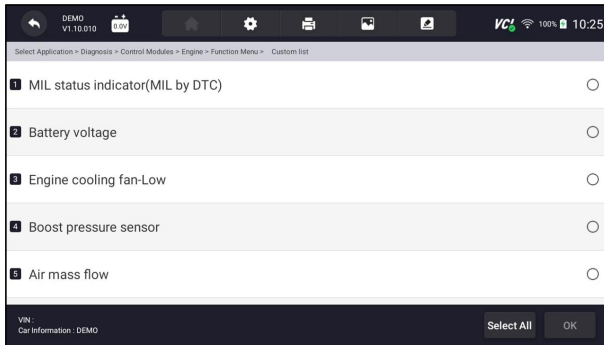 DEMO
V1.10.010
0.0V
VCI 100% 10:25
Select Application > Diagnosis > Control Modules > Engine > Function Menu > Custom list
1 MIL status indicator(MIL by DTC)
2 Battery voltage
3 Engine cooling fan-Low
4 Boost pressure sensor
5 Air mass flow
VIN :
Car Information : DEMO
Select All OK